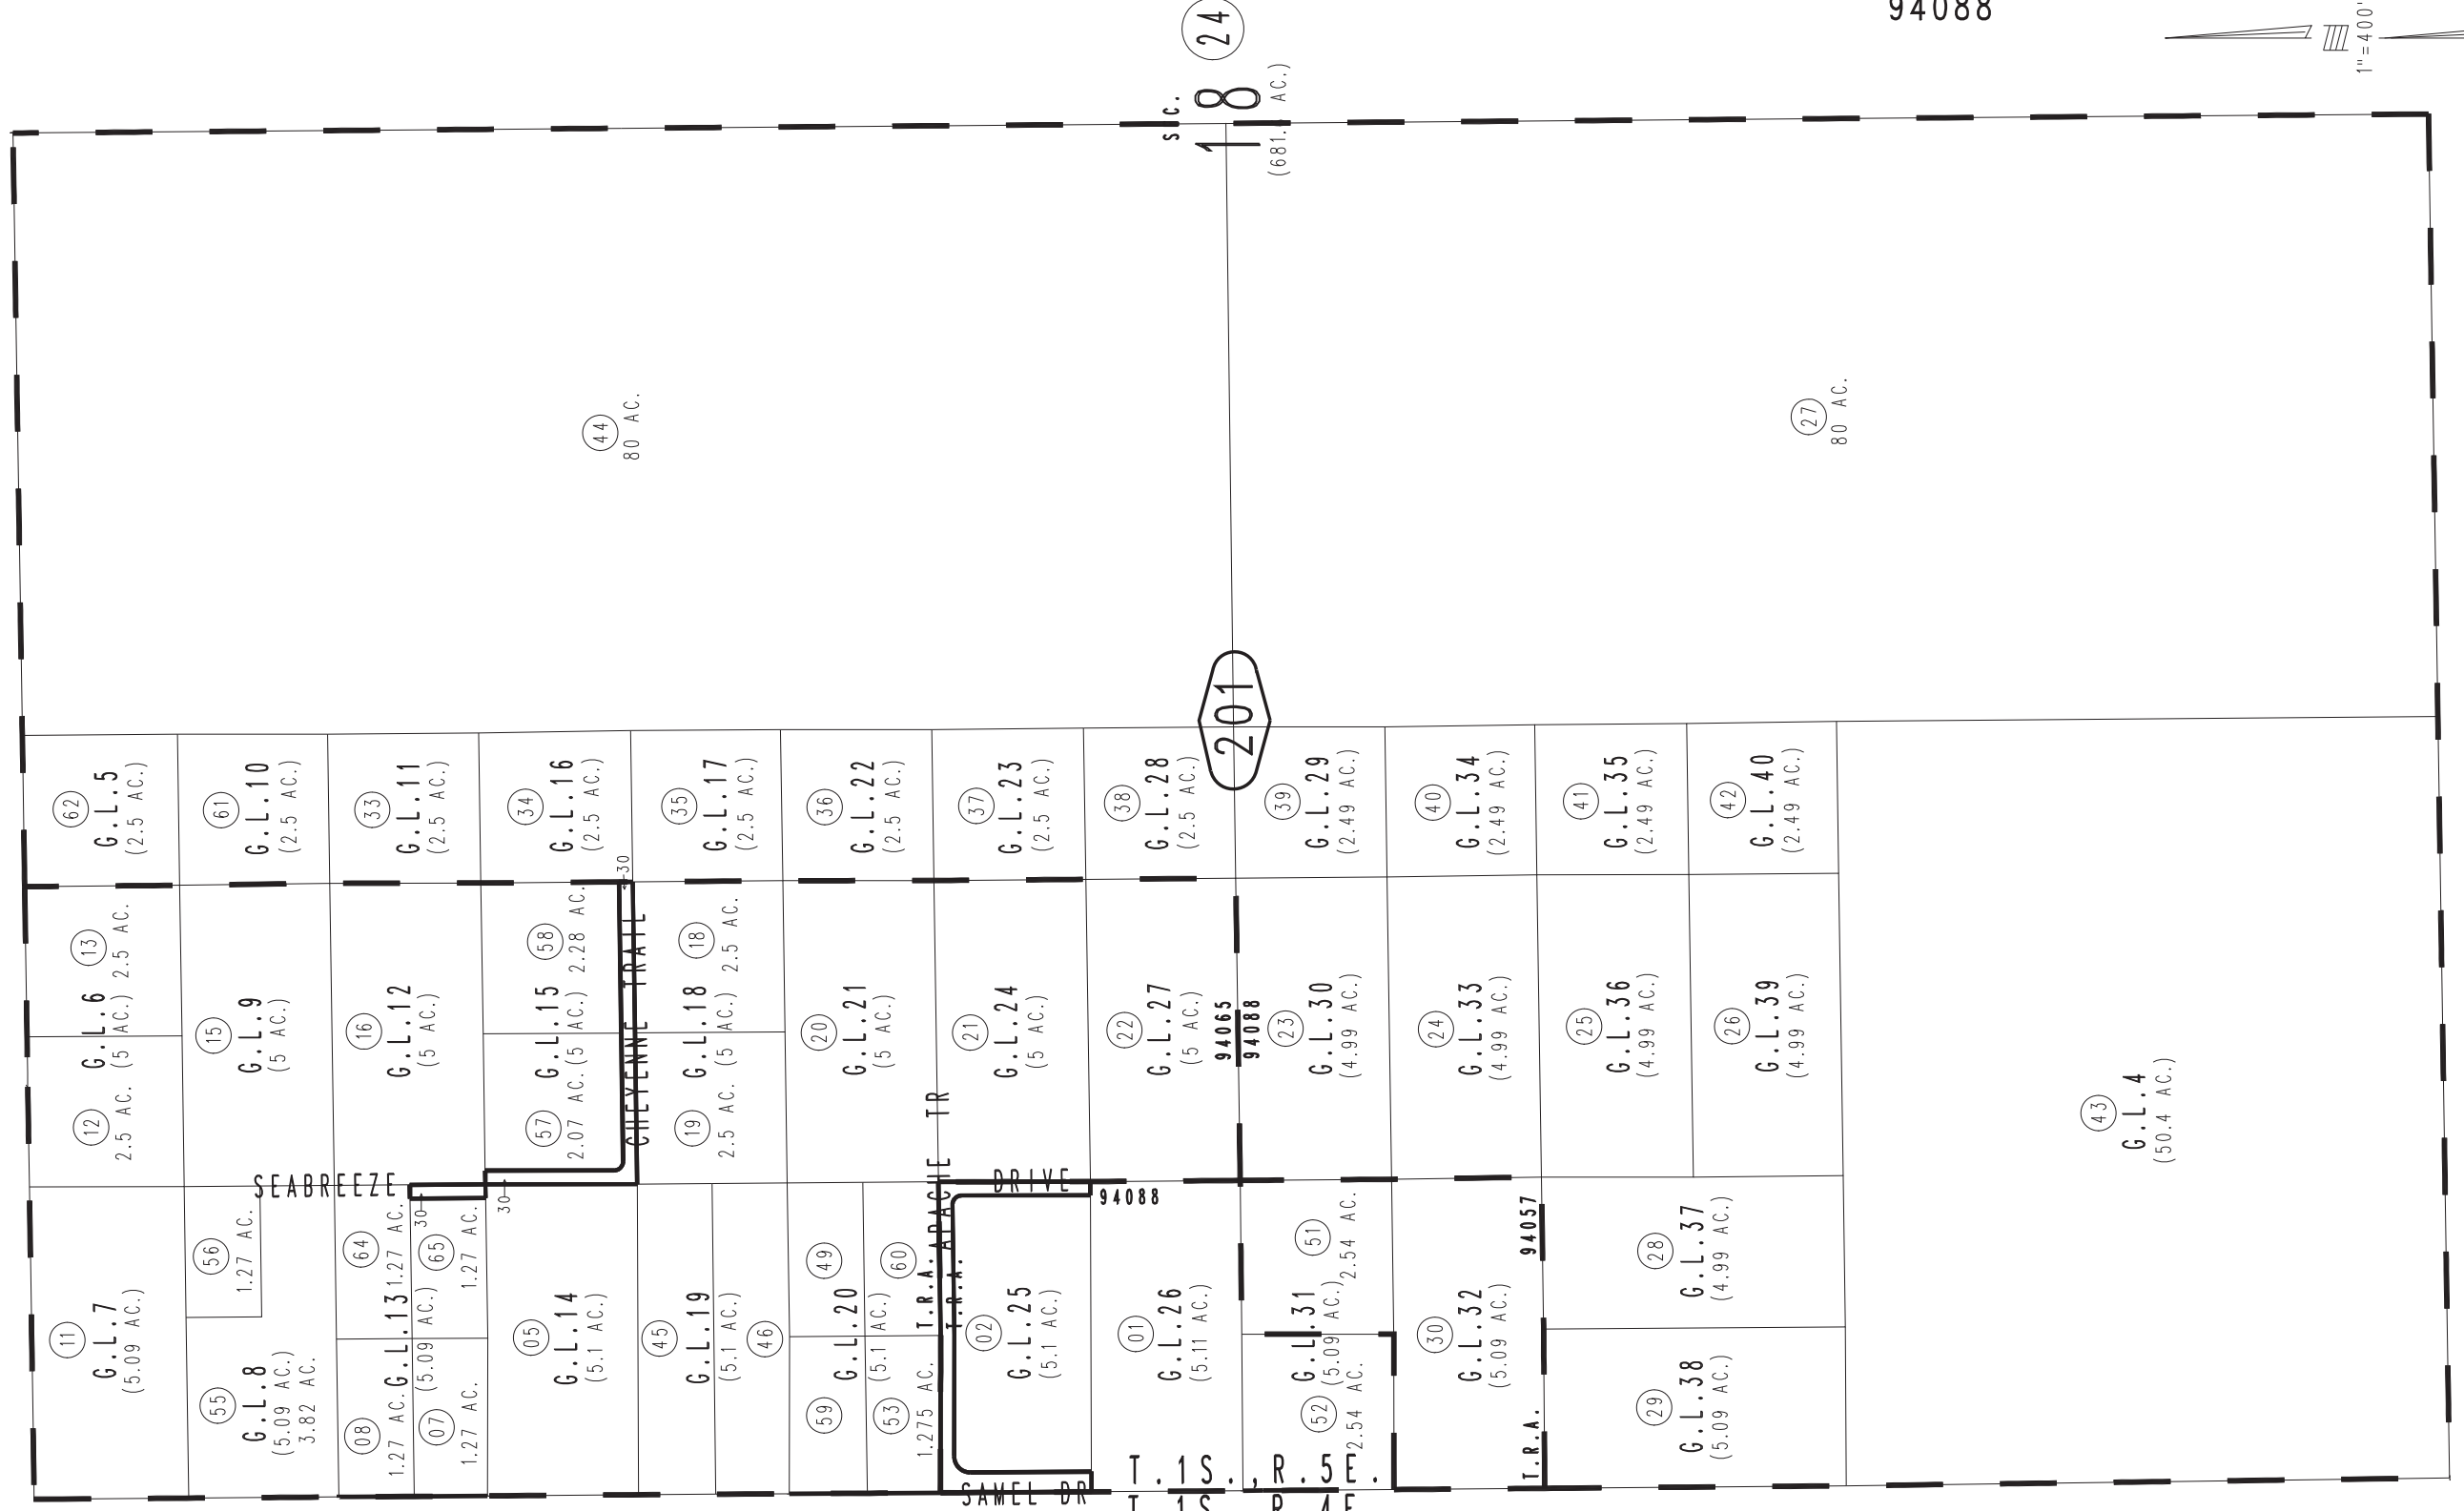 94088
1"=400'
24
S C.
18
(681. AC.)
44
80 AC.
27
80 AC.
201
62
G.L.5
(2.5 AC.)
61
G.L.10
(2.5 AC.)
33
G.L.11
(2.5 AC.)
34
G.L.16
(2.5 AC.)
35
G.L.17
(2.5 AC.)
36
G.L.22
(2.5 AC.)
37
G.L.23
(2.5 AC.)
38
G.L.28
(2.5 AC.)
39
G.L.29
(2.49 AC.)
40
G.L.34
(2.49 AC.)
41
G.L.35
(2.49 AC.)
42
G.L.40
(2.49 AC.)
30
13
2.5 AC.
G.L.6
(5 AC.)
12
2.5 AC.
15
G.L.9
(5 AC.)
16
G.L.12
(5 AC.)
58
2.28 AC.
G.L.15
(5 AC.)
57
2.07 AC.
CHEYENNE TRAIL
18
2.5 AC.
G.L.18
(5 AC.)
19
2.5 AC.
20
G.L.21
(5 AC.)
21
G.L.24
(5 AC.)
22
G.L.27
(5 AC.)
94065
94088
23
G.L.30
(4.99 AC.)
24
G.L.33
(4.99 AC.)
25
G.L.36
(4.99 AC.)
26
G.L.39
(4.99 AC.)
43
G.L.4
(50.4 AC.)
SEABREEZE DRIVE
30
30
APACHE TR
T.R.A.
T.R.A.
94088
94057
T.R.A.
11
G.L.7
(5.09 AC.)
56
1.27 AC.
55
G.L.8
(5.09 AC.)
3.82 AC.
64
1.27 AC.
65
1.27 AC.
G.L.13
(5.09 AC.)
08
1.27 AC.
07
1.27 AC.
05
G.L.14
(5.1 AC.)
45
G.L.19
(5.1 AC.)
46
49
60
G.L.20
(5.1 AC.)
59
53
1.275 AC.
02
G.L.25
(5.1 AC.)
01
G.L.26
(5.11 AC.)
51
2.54 AC.
G.L.31
(5.09 AC.)
52
2.54 AC.
30
G.L.32
(5.09 AC.)
28
G.L.37
(4.99 AC.)
29
G.L.38
(5.09 AC.)
SAMEL DR
T.1S.,R.5E.
T.1S. R.4E